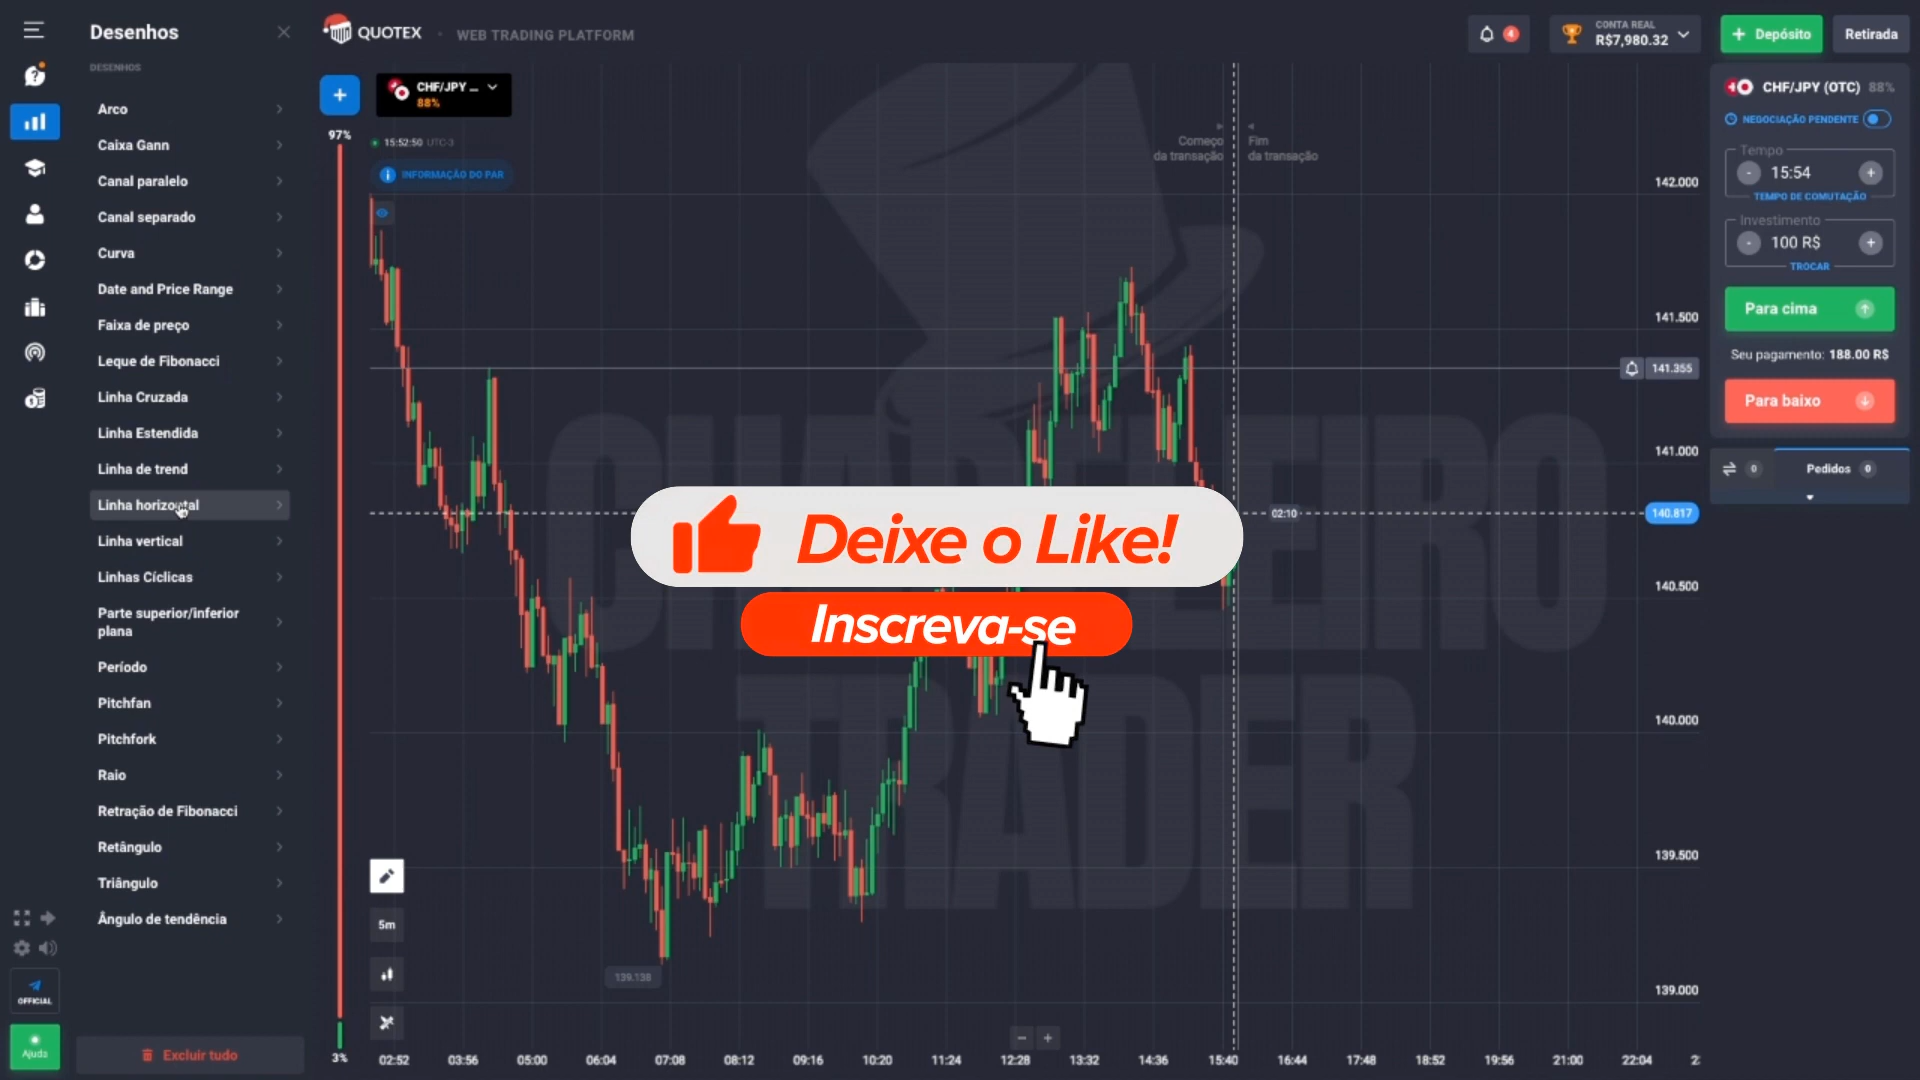 Desenhos
DESENHOS
Arco
Caixa Gann
Canal paralelo
Canal separado
Curva
Date and Price Range
Faixa de preço
Leque de Fibonacci
Linha Cruzada
Linha Estendida
Linha de trend
Linha horizontal
Linha vertical
Linhas Cíclicas
Parte superior/inferior
plana
Período
Pitchfan
Pitchfork
Raio
Retração de Fibonacci
Retângulo
Triângulo
Ângulo de tendência
Excluir tudo
OFFICIAL
Ajuda
QUOTEX
WEB TRADING PLATFORM
4
CONTA REAL
R$7,980.32
+ Depósito
Retirada
+
CHF/JPY ...
88%
97%
15:52:50 UTC-3
INFORMAÇÃO DO PAR
Começo
da transação
Fim
da transação
142.000
141.500
141.355
141.000
140.817
140.500
140.000
139.500
139.000
02:10
139.138
CHAPELEIRO
TRADER
Deixe o Like!
Inscreva-se
5m
3%
- +
02:52 03:56 05:00 06:04 07:08 08:12 09:16 10:20 11:24 12:28 13:32 14:36 15:40 16:44 17:48 18:52 19:56 21:00 22:04 2
CHF/JPY (OTC) 88%
NEGOCIAÇÃO PENDENTE
Tempo
- 15:54 +
TEMPO DE COMUTAÇÃO
Investimento
- 100 R$ +
TROCAR
Para cima
Seu pagamento: 188.00 R$
Para baixo
0
Pedidos 0